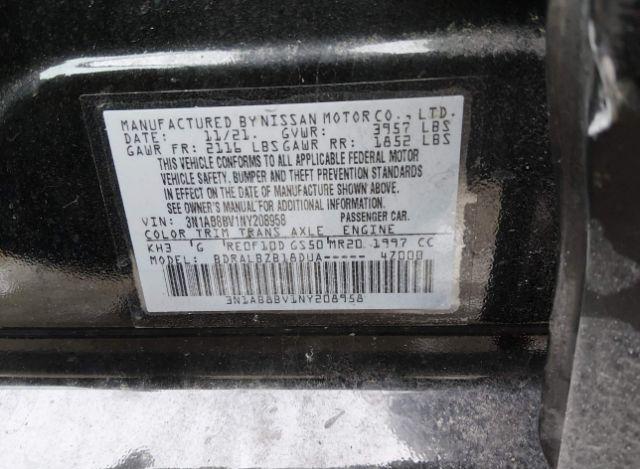 MANUFACTURED BY NISSAN MOTOR CO., LTD.
DATE: 11/21. GVWR: 3957 LBS
GAWR FR: 2116 LBS GAWR RR: 1852 LBS
THIS VEHICLE CONFORMS TO ALL APPLICABLE FEDERAL MOTOR
VEHICLE SAFETY, BUMPER AND THEFT PREVENTION STANDARDS
IN EFFECT ON THE DATE OF MANUFACTURE SHOWN ABOVE.
SEE OWNER'S MANUAL OF ADDITIONAL INFORMATION.
VIN: 3N1AB8BV1NY208958 PASSENGER CAR.
COLOR TRIM TRANS AXLE ENGINE
KH3 G RE0F10D GS50 MR20 1997 CC
MODEL: BDRALBZB18DUA----- 47000
3N1AB8BV1NY208958